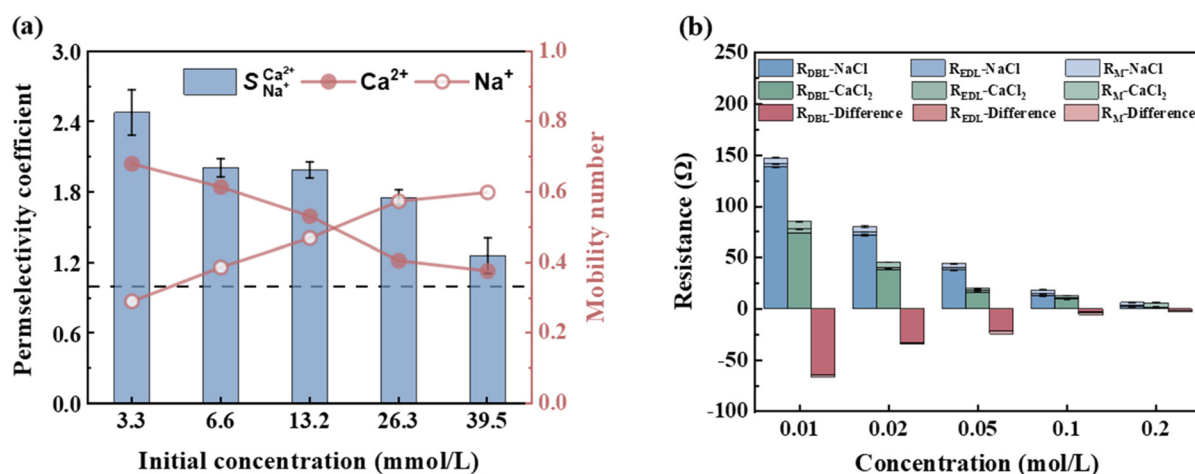 (a)
3.0
2.4
1.8
1.2
0.6
0.0
Permselectivity coefficient
S Ca²⁺ Na⁺
Ca²⁺
Na⁺
1.0
0.8
0.6
0.4
0.2
0.0
Mobility number
3.3 6.6 13.2 26.3 39.5
Initial concentration (mmol/L)
(b)
250
200
150
100
50
0
-50
-100
Resistance (Ω)
R_DBL-NaCl R_EDL-NaCl R_M-NaCl
R_DBL-CaCl₂ R_EDL-CaCl₂ R_M-CaCl₂
R_DBL-Difference R_EDL-Difference R_M-Difference
0.01 0.02 0.05 0.1 0.2
Concentration (mol/L)